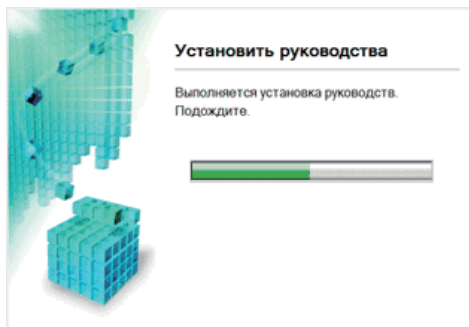 Установить руководства
Выполняется установка руководств.
Подождите.